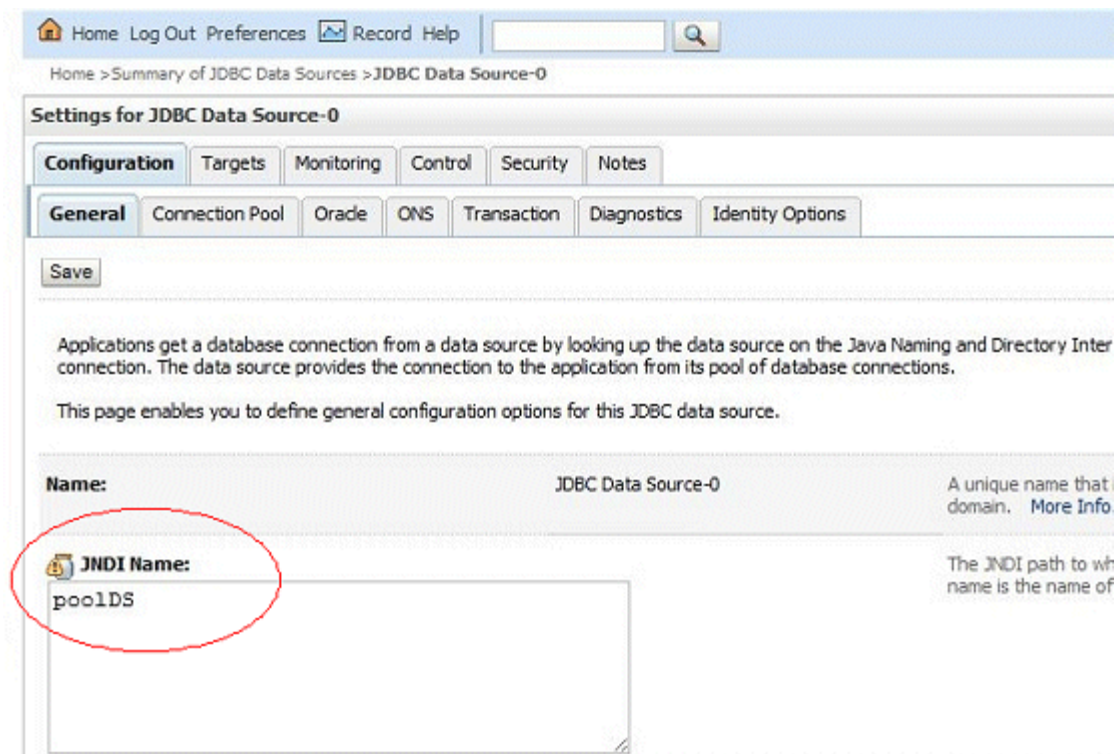 Home Log Out Preferences Record Help
Home >Summary of JDBC Data Sources >JDBC Data Source-0
Settings for JDBC Data Source-0
Configuration Targets Monitoring Control Security Notes
General Connection Pool Oracle ONS Transaction Diagnostics Identity Options
Save
Applications get a database connection from a data source by looking up the data source on the Java Naming and Directory Inter
connection. The data source provides the connection to the application from its pool of database connections.
This page enables you to define general configuration options for this JDBC data source.
Name: JDBC Data Source-0 A unique name that i
domain. More Info.
JNDI Name: The JNDI path to wh
name is the name of
poolDS